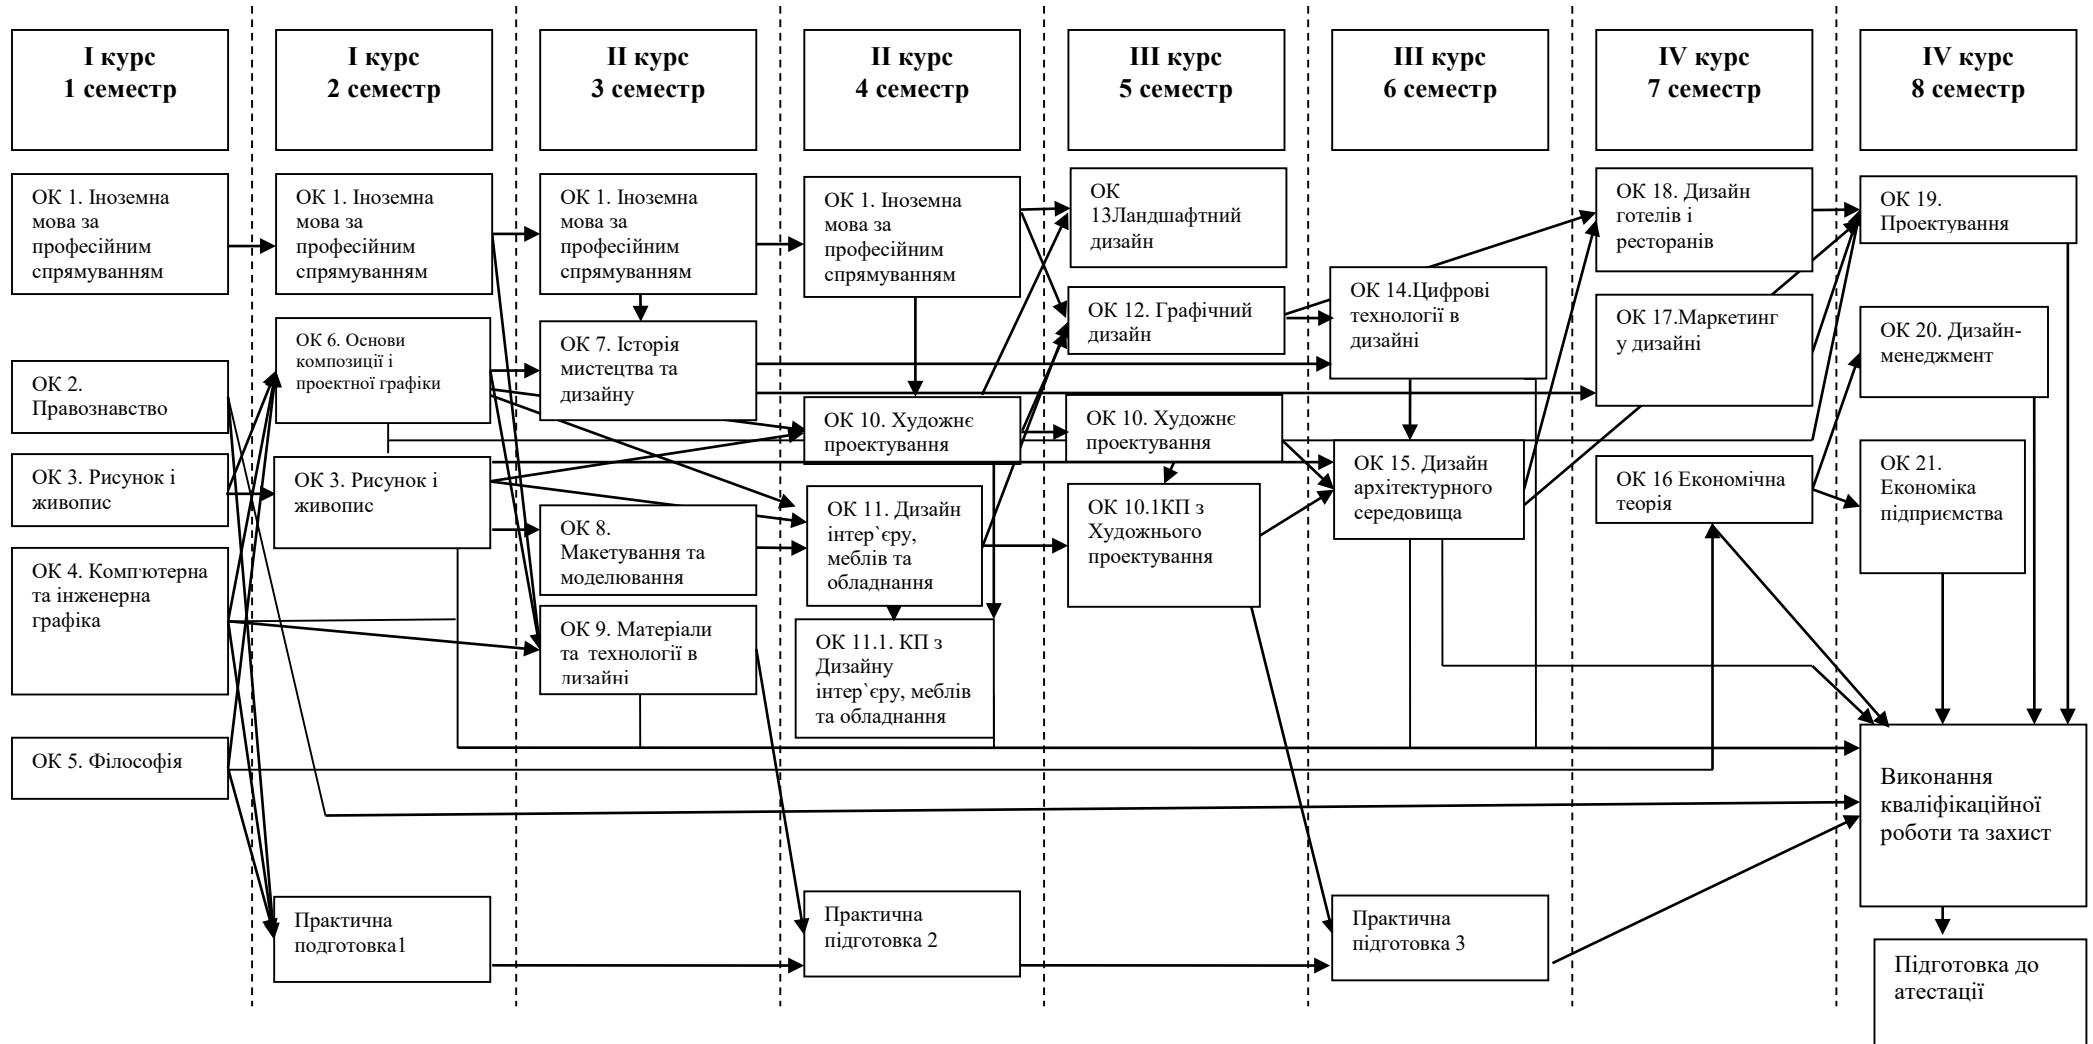 І курс
1 семестр
І курс
2 семестр
ІІ курс
3 семестр
ІІ курс
4 семестр
ІІІ курс
5 семестр
ІІІ курс
6 семестр
ІV курс
7 семестр
ІV курс
8 семестр
ОК 1. Іноземна
мова за
професійним
спрямуванням
ОК 2.
Правознавство
ОК 3. Рисунок і
живопис
ОК 4. Комп'ютерна
та інженерна
графіка
ОК 5. Філософія
ОК 1. Іноземна
мова за
професійним
спрямуванням
ОК 6. Основи
композиції і
проектної графіки
ОК 3. Рисунок і
живопис
Практична
подготовка1
ОК 1. Іноземна
мова за
професійним
спрямуванням
ОК 7. Історія
мистецтва та
дизайну
ОК 8.
Макетування та
моделювання
ОК 9. Матеріали
та технології в
дизайні
ОК 1. Іноземна
мова за
професійним
спрямуванням
ОК 10. Художнє
проектування
ОК 11. Дизайн
інтер`єру,
меблів та
обладнання
ОК 11.1. КП з
Дизайну
інтер`єру, меблів
та обладнання
Практична
підготовка 2
ОК
13Ландшафтний
дизайн
ОК 12. Графічний
дизайн
ОК 10. Художнє
проектування
ОК 10.1КП з
Художнього
проектування
ОК 14.Цифрові
технології в
дизайні
ОК 15. Дизайн
архітектурного
середовища
Практична
підготовка 3
ОК 18. Дизайн
готелів і
ресторанів
ОК 17.Маркетинг
у дизайні
ОК 16 Економічна
теорія
ОК 19.
Проектування
ОК 20. Дизайн-
менеджмент
ОК 21.
Економіка
підприємства
Виконання
кваліфікаційної
роботи та захист
Підготовка до
атестації